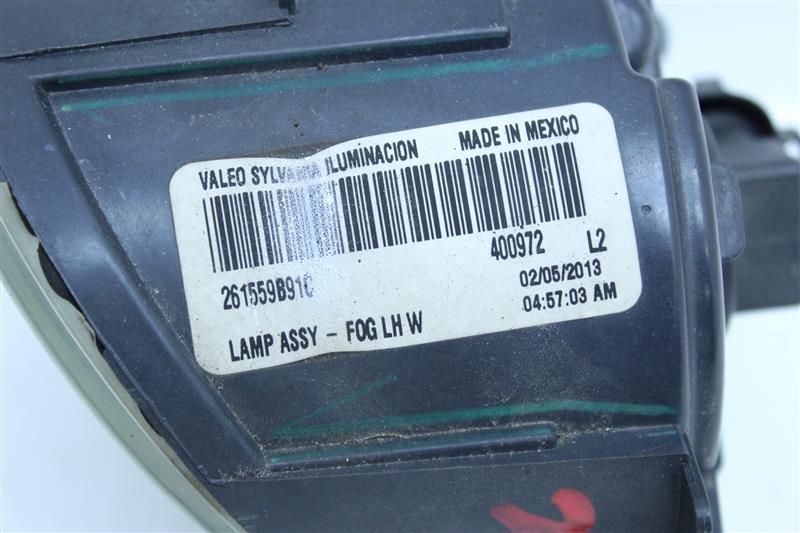 VALEO SYLVANIA ILUMINACION MADE IN MEXICO
261559B91C 400972 L2
02/05/2013
04:57:03 AM
LAMP ASSY - FOG LH W